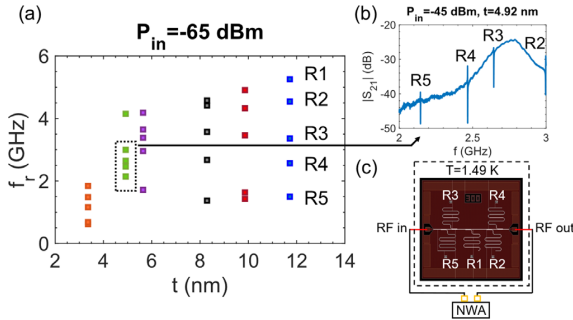 (a)
P_in=-65 dBm
6
4
2
0
f_r (GHz)
2
4
6
8
10
12
14
t (nm)
R1
R2
R3
R4
R5
(b)
P_in=-45 dBm, t=4.92 nm
-20
-30
-40
-50
|S_21| (dB)
R5
R4
R3
R2
2
2.5
3
f (GHz)
(c)
T=1.49 K
R3
R4
RF in
RF out
R5
R1
R2
NWA